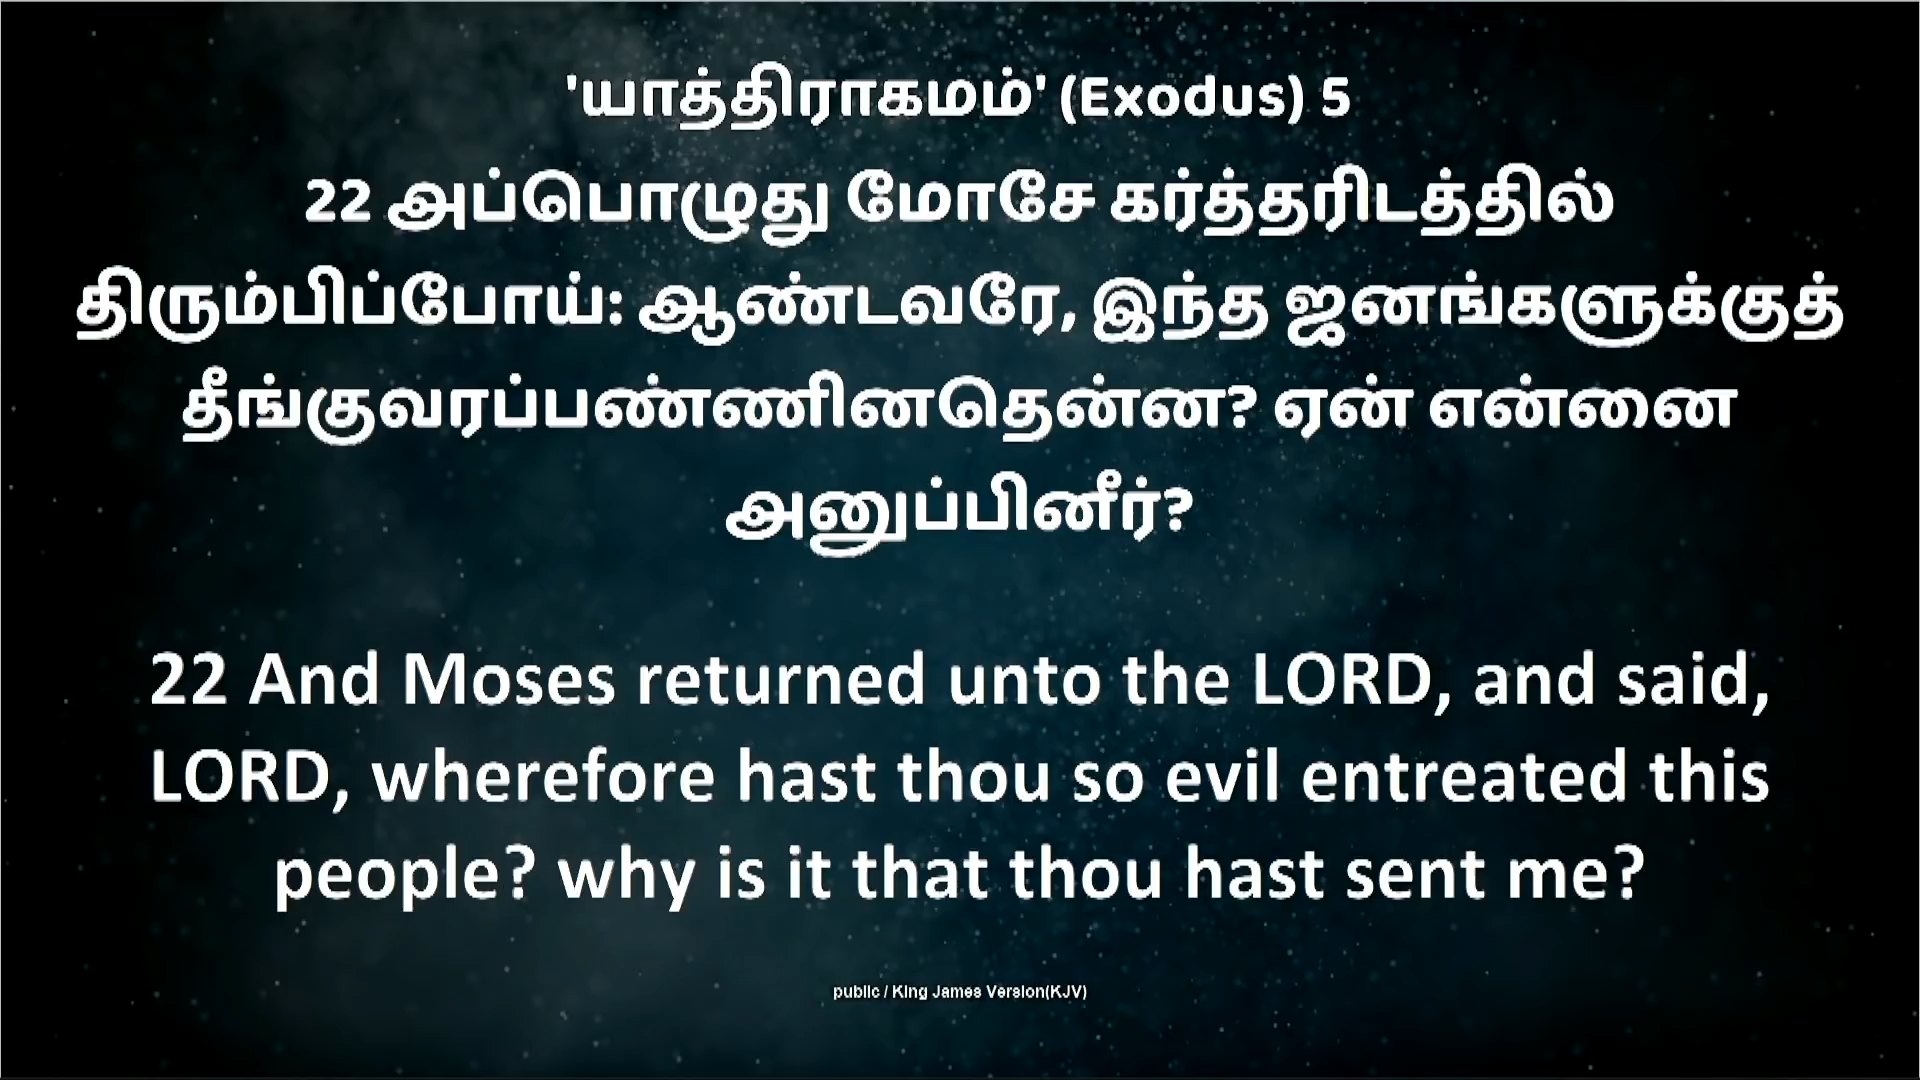 'யாத்திராகமம்' (Exodus) 5
22 அப்பொழுது மோசே கர்த்தரிடத்தில்
திரும்பிப்போய்: ஆண்டவரே, இந்த ஜனங்களுக்குத்
தீங்குவரப்பண்ணினதென்ன? ஏன் என்னை
அனுப்பினீர்?
22 And Moses returned unto the LORD, and said,
LORD, wherefore hast thou so evil entreated this
people? why is it that thou hast sent me?
public / King James Version(KJV)